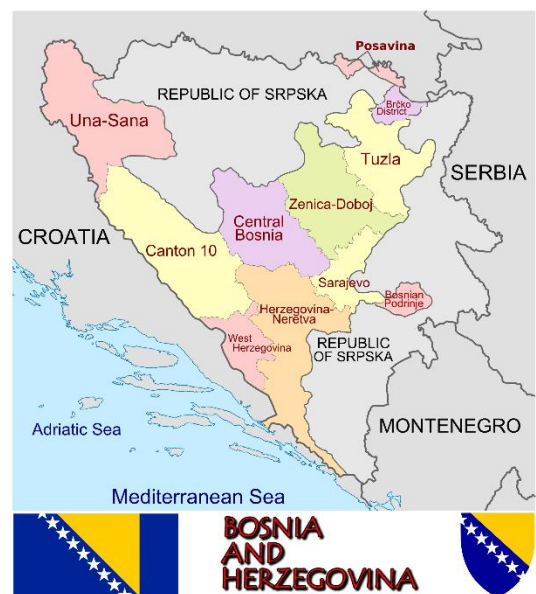 Posavina
REPUBLIC OF SRPSKA
Brčko
District
Una-Sana
Tuzla
SERBIA
Zenica-Doboj
Central
Bosnia
CROATIA
Canton 10
Sarajevo
Bosnian
Podrinje
Herzegovina-
Neretva
West
Herzegovina
REPUBLIC
OF SRPSKA
Adriatic Sea
MONTENEGRO
Mediterranean Sea
BOSNIA
AND
HERZEGOVINA